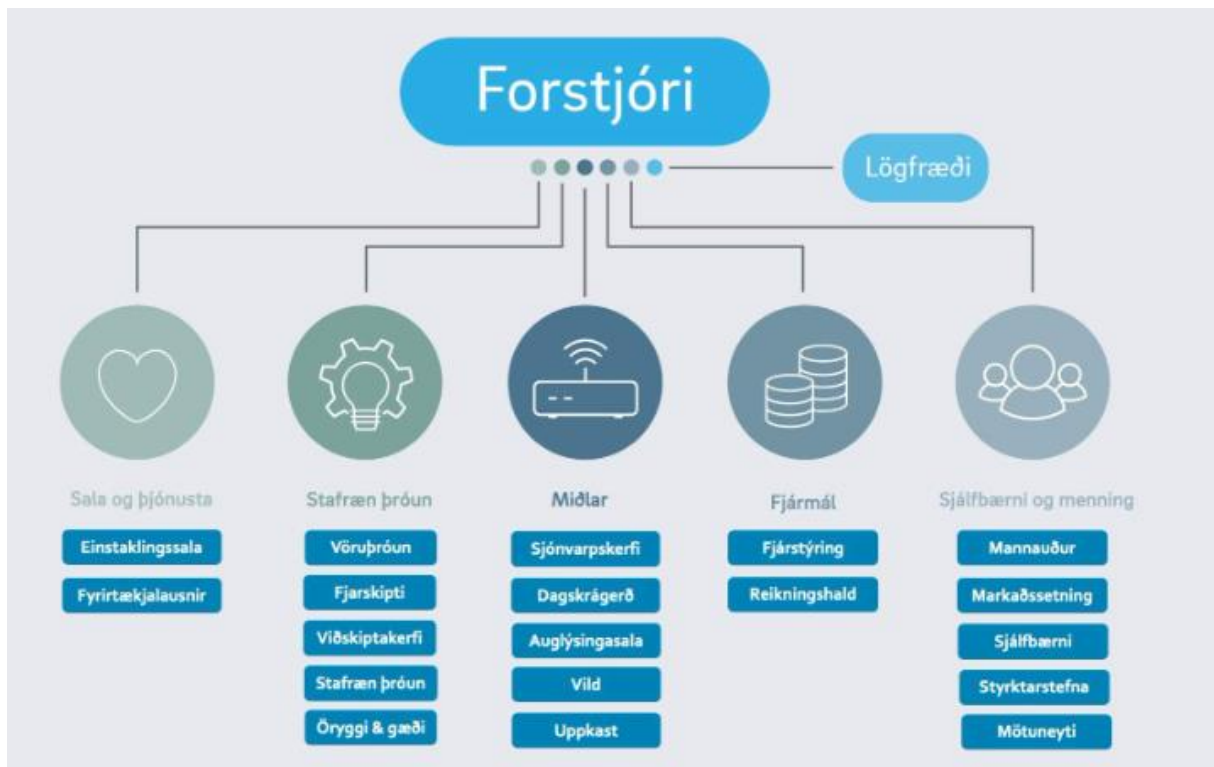 Forstjóri
Lögfræði
Sala og þjónusta
Einstaklingssala
Fyrirtækjalausnir
Stafræn þróun
Vöruþróun
Fjarskipti
Viðskiptakerfi
Stafræn þróun
Öryggi & gæði
Miðlar
Sjónvarpskerfi
Dagskrágerð
Auglýsingasala
Vild
Uppkast
Fjármál
Fjárstýring
Reikningshald
Sjálfbærni og menning
Mannauður
Markaðssetning
Sjálfbærni
Styrktarstefna
Mötuneyti